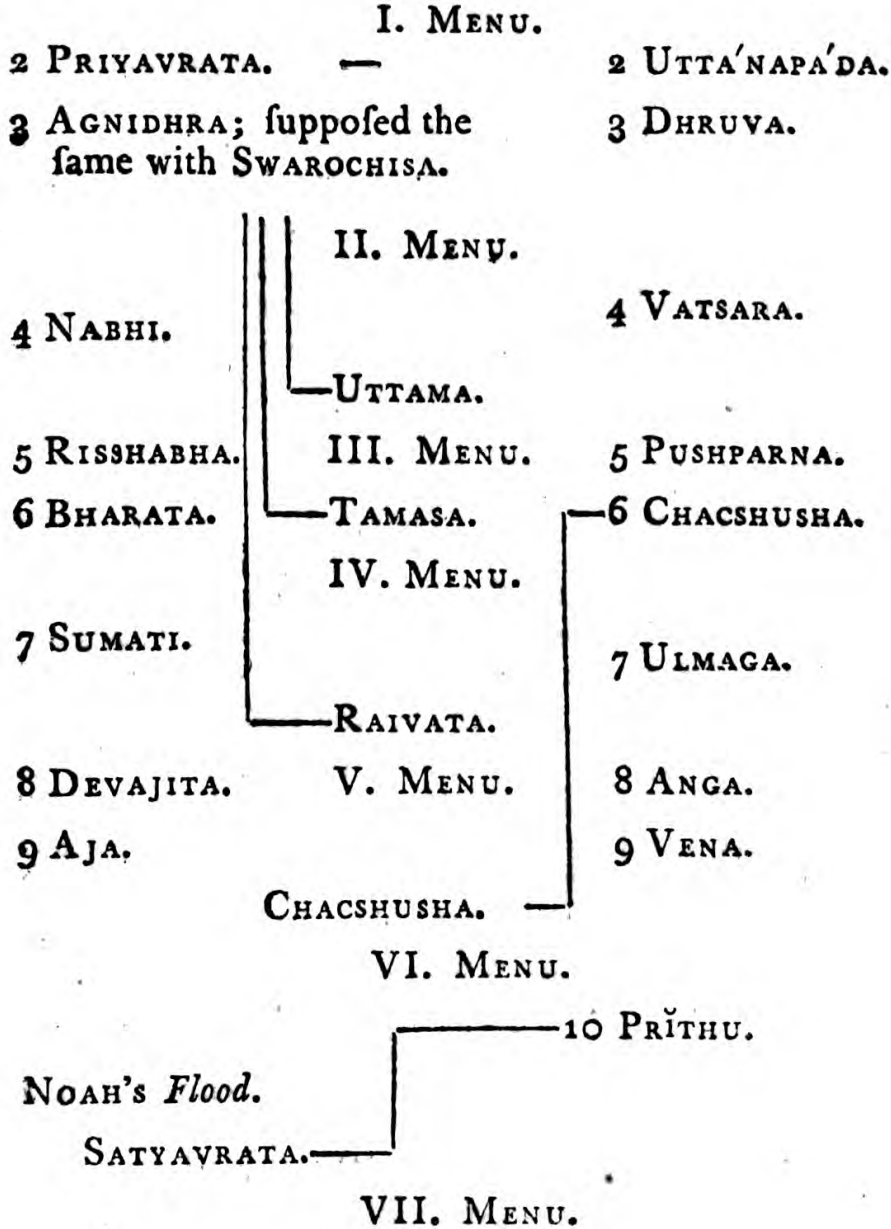 I. MENU.
2 PRIYAVRATA. — 2 UTTA′NAPA′DA.
3 AGNIDHRA; ſuppoſed the 3 DHRUVA.
ſame with SWAROCHISA.
II. MENU.
4 NABHI. 4 VATSARA.
UTTAMA.
5 RISSHABHA. III. MENU. 5 PUSHPARNA.
6 BHARATA. TAMASA. 6 CHACSHUSHA.
IV. MENU.
7 SUMATI. 7 ULMAGA.
RAIVATA.
8 DEVAJITA. V. MENU. 8 ANGA.
9 AJA. 9 VENA.
CHACSHUSHA.
VI. MENU.
10 PRĬTHU.
NOAH'S Flood.
SATYAVRATA.
VII. MENU.